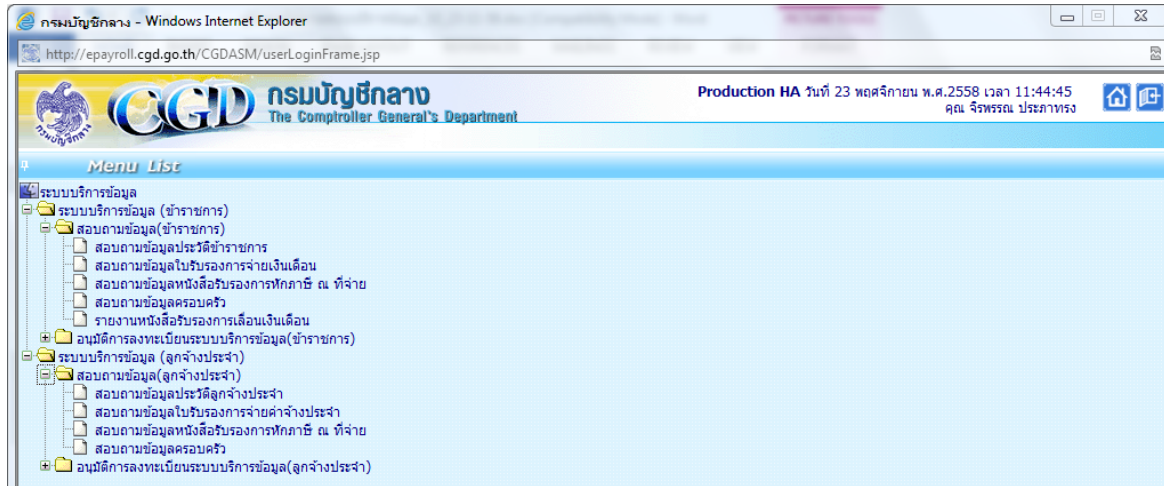 กรมบัญชีกลาง - Windows Internet Explorer
http://epayroll.cgd.go.th/CGDASM/userLoginFrame.jsp
CGD กรมบัญชีกลาง
The Comptroller General's Department
กรมบัญชีกลาง
Production HA วันที่ 23 พฤศจิกายน พ.ศ.2558 เวลา 11:44:45
คุณ จิรพรรณ ประภาทรง
Menu List
ระบบบริการข้อมูล
ระบบบริการข้อมูล (ข้าราชการ)
สอบถามข้อมูล(ข้าราชการ)
สอบถามข้อมูลประวัติข้าราชการ
สอบถามข้อมูลใบรับรองการจ่ายเงินเดือน
สอบถามข้อมูลหนังสือรับรองการหักภาษี ณ ที่จ่าย
สอบถามข้อมูลครอบครัว
รายงานหนังสือรับรองการเลื่อนเงินเดือน
อนุมัติการลงทะเบียนระบบบริการข้อมูล(ข้าราชการ)
ระบบบริการข้อมูล (ลูกจ้างประจำ)
สอบถามข้อมูล(ลูกจ้างประจำ)
สอบถามข้อมูลประวัติลูกจ้างประจำ
สอบถามข้อมูลใบรับรองการจ่ายค่าจ้างประจำ
สอบถามข้อมูลหนังสือรับรองการหักภาษี ณ ที่จ่าย
สอบถามข้อมูลครอบครัว
อนุมัติการลงทะเบียนระบบบริการข้อมูล(ลูกจ้างประจำ)